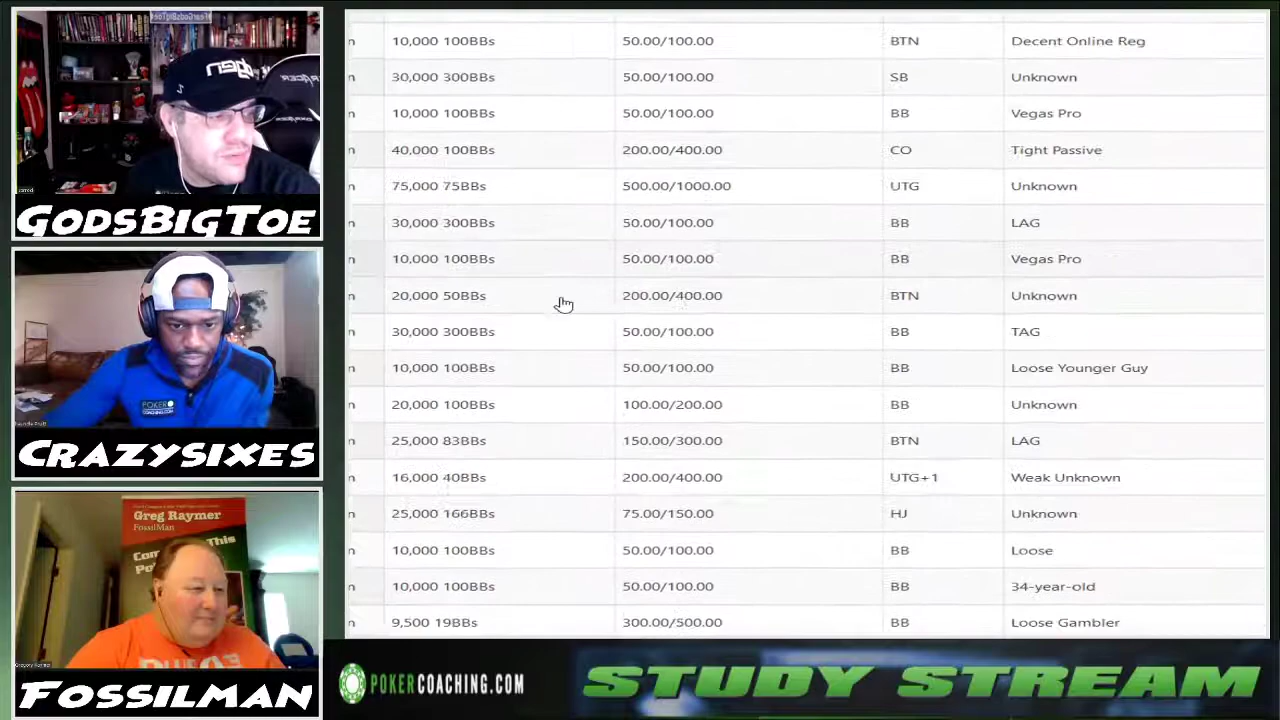 GODSBIGTOE
CRAZYSIXES
POKER
COACHING.COM
Greg Raymer
FossilMan
Gregory Raymer
FOSSILMAN
n 10,000 100BBs 50.00/100.00 BTN Decent Online Reg
n 30,000 300BBs 50.00/100.00 SB Unknown
n 10,000 100BBs 50.00/100.00 BB Vegas Pro
n 40,000 100BBs 200.00/400.00 CO Tight Passive
n 75,000 75BBs 500.00/1000.00 UTG Unknown
n 30,000 300BBs 50.00/100.00 BB LAG
n 10,000 100BBs 50.00/100.00 BB Vegas Pro
n 20,000 50BBs 200.00/400.00 BTN Unknown
n 30,000 300BBs 50.00/100.00 BB TAG
n 10,000 100BBs 50.00/100.00 BB Loose Younger Guy
n 20,000 100BBs 100.00/200.00 BB Unknown
n 25,000 83BBs 150.00/300.00 BTN LAG
n 16,000 40BBs 200.00/400.00 UTG+1 Weak Unknown
n 25,000 166BBs 75.00/150.00 HJ Unknown
n 10,000 100BBs 50.00/100.00 BB Loose
n 10,000 100BBs 50.00/100.00 BB 34-year-old
n 9,500 19BBs 300.00/500.00 BB Loose Gambler
POKERCOACHING.COM STUDY STREAM